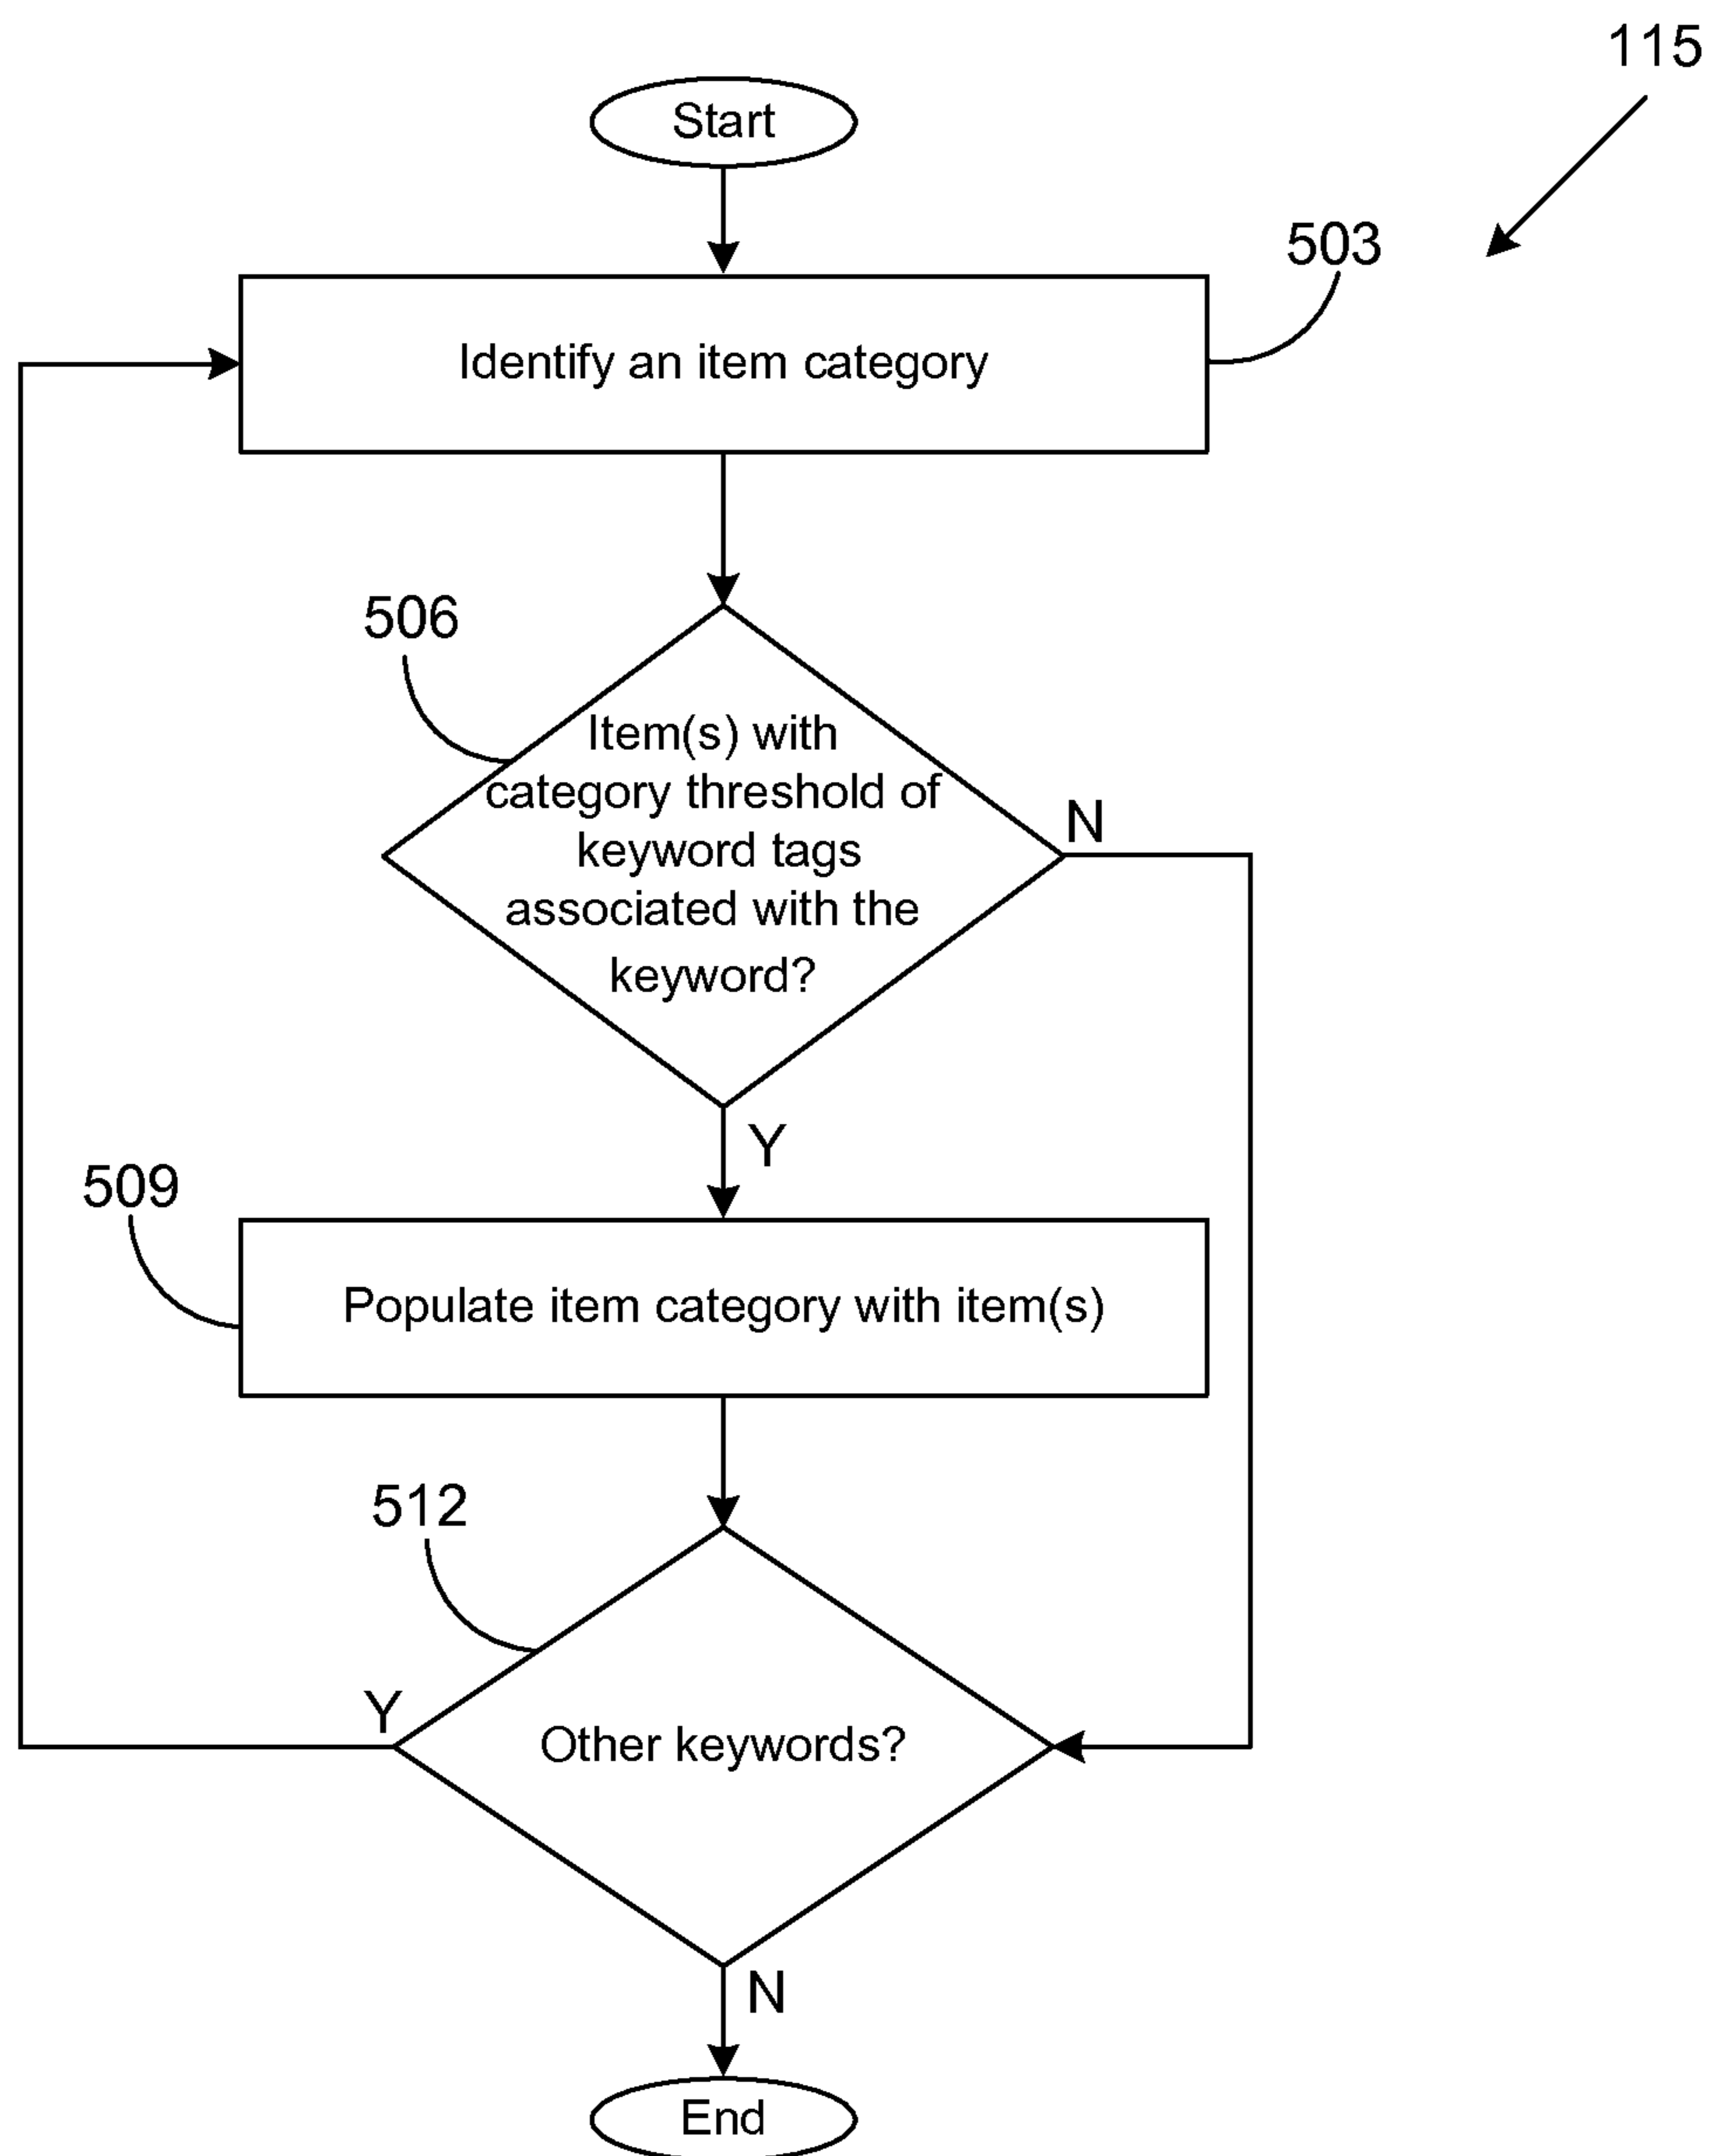 115
Start
503
Identify an item category
506
Item(s) with
category threshold of
keyword tags
associated with the
keyword?
N
Y
509
Populate item category with item(s)
512
Y
Other keywords?
N
End